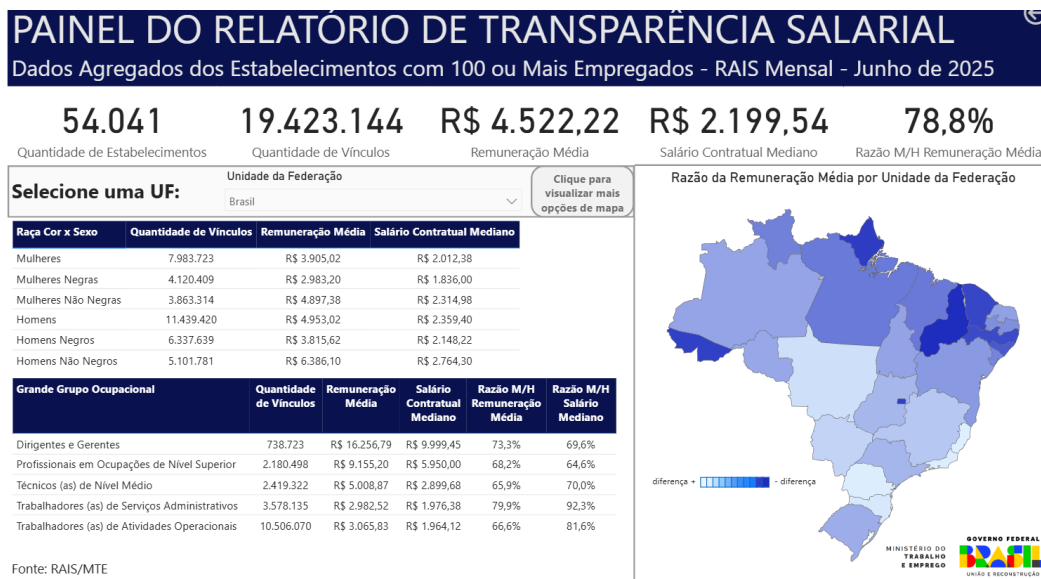 PAINEL DO RELATÓRIO DE TRANSPARÊNCIA SALARIAL
Dados Agregados dos Estabelecimentos com 100 ou Mais Empregados - RAIS Mensal - Junho de 2025
54.041 19.423.144 R$ 4.522,22 R$ 2.199,54 78,8%
Quantidade de Estabelecimentos Quantidade de Vínculos Remuneração Média Salário Contratual Mediano Razão M/H Remuneração Média
Selecione uma UF:
Unidade da Federação
Brasil
Clique para
visualizar mais
opções de mapa
Raça Cor x Sexo Quantidade de Vínculos Remuneração Média Salário Contratual Mediano
Mulheres 7.983.723 R$ 3.905,02 R$ 2.012,38
Mulheres Negras 4.120.409 R$ 2.983,20 R$ 1.836,00
Mulheres Não Negras 3.863.314 R$ 4.897,38 R$ 2.314,98
Homens 11.439.420 R$ 4.953,02 R$ 2.359,40
Homens Negros 6.337.639 R$ 3.815,62 R$ 2.148,22
Homens Não Negros 5.101.781 R$ 6.386,10 R$ 2.764,30
Grande Grupo Ocupacional Quantidade Remuneração Salário Razão M/H Razão M/H
de Vínculos Média Contratual Remuneração Salário
Mediano Média Mediano
Dirigentes e Gerentes 738.723 R$ 16.256,79 R$ 9.999,45 73,3% 69,6%
Profissionais em Ocupações de Nível Superior 2.180.498 R$ 9.155,20 R$ 5.950,00 68,2% 64,6%
Técnicos (as) de Nível Médio 2.419.322 R$ 5.008,87 R$ 2.899,68 65,9% 70,0%
Trabalhadores (as) de Serviços Administrativos 3.578.135 R$ 2.982,52 R$ 1.976,38 79,9% 92,3%
Trabalhadores (as) de Atividades Operacionais 10.506.070 R$ 3.065,83 R$ 1.964,12 66,6% 81,6%
Fonte: RAIS/MTE
Razão da Remuneração Média por Unidade da Federação
diferença + - diferença
MINISTÉRIO DO
TRABALHO
E EMPREGO
GOVERNO FEDERAL
BRASIL
UNIÃO E RECONSTRUÇÃO